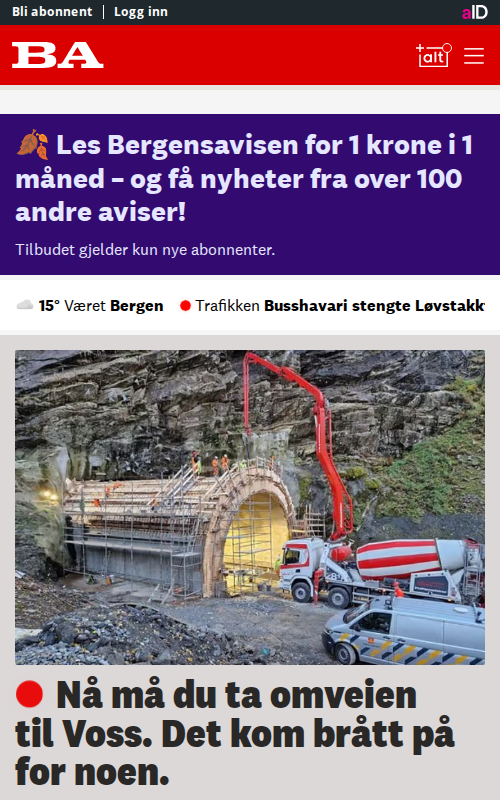 Bli abonnent | Logg inn aID
BA +alt
🍂 Les Bergensavisen for 1 krone i 1
måned – og få nyheter fra over 100
andre aviser!
Tilbudet gjelder kun nye abonnenter.
15° Været Bergen Trafikken Busshavari stengte Løvstakk
Nå må du ta omveien
til Voss. Det kom brått på
for noen.